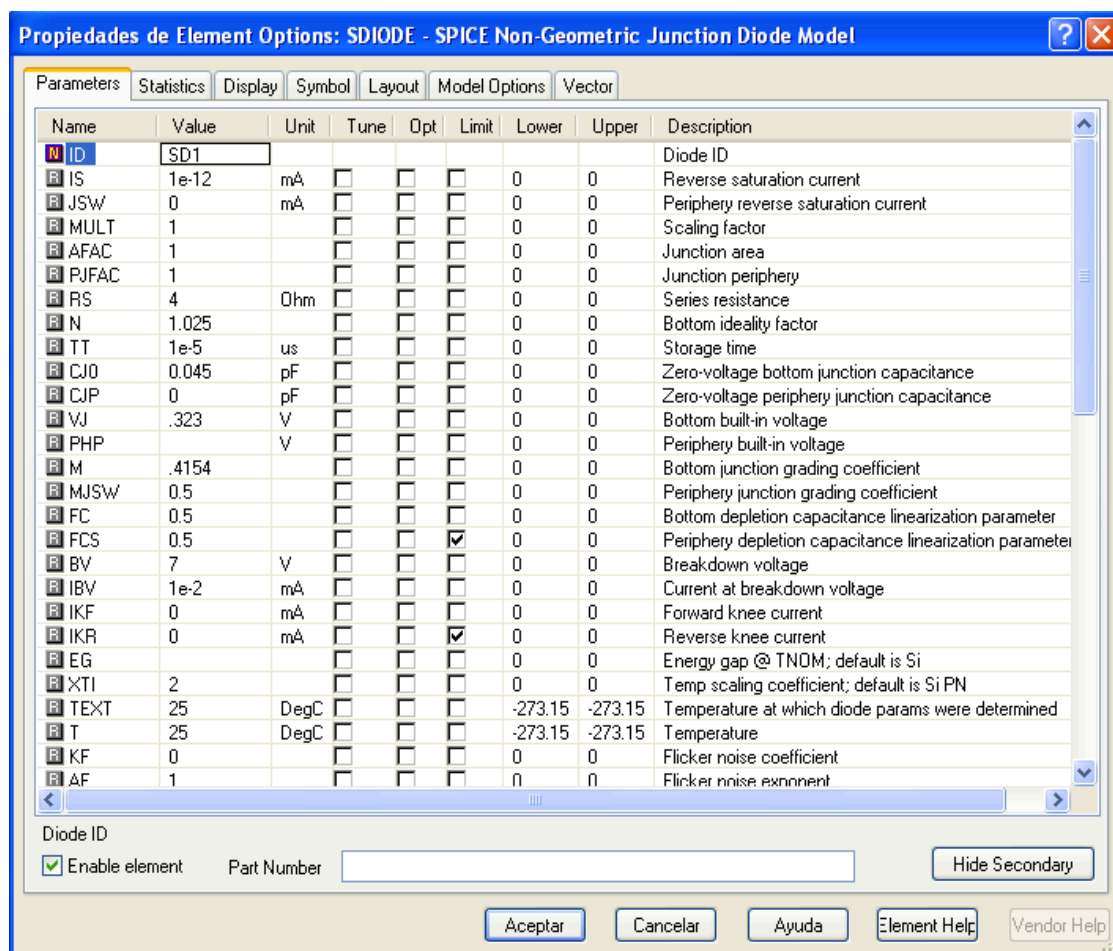 Propiedades de Element Options: SDIODE - SPICE Non-Geometric Junction Diode Model
Parameters Statistics Display Symbol Layout Model Options Vector
Name Value Unit Tune Opt Limit Lower Upper Description
ID SD1 Diode ID
IS 1e-12 mA 0 0 Reverse saturation current
JSW 0 mA 0 0 Periphery reverse saturation current
MULT 1 0 0 Scaling factor
AFAC 1 0 0 Junction area
PJFAC 1 0 0 Junction periphery
RS 4 Ohm 0 0 Series resistance
N 1.025 0 0 Bottom ideality factor
TT 1e-5 us 0 0 Storage time
CJ0 0.045 pF 0 0 Zero-voltage bottom junction capacitance
CJP 0 pF 0 0 Zero-voltage periphery junction capacitance
VJ .323 V 0 0 Bottom built-in voltage
PHP V 0 0 Periphery built-in voltage
M .4154 0 0 Bottom junction grading coefficient
MJSW 0.5 0 0 Periphery junction grading coefficient
FC 0.5 0 0 Bottom depletion capacitance linearization parameter
FCS 0.5 0 0 Periphery depletion capacitance linearization parameter
BV 7 V 0 0 Breakdown voltage
IBV 1e-2 mA 0 0 Current at breakdown voltage
IKF 0 mA 0 0 Forward knee current
IKR 0 mA 0 0 Reverse knee current
EG 0 0 Energy gap @ TNOM; default is Si
XTI 2 0 0 Temp scaling coefficient; default is Si PN
TEXT 25 DegC -273.15 -273.15 Temperature at which diode params were determined
T 25 DegC -273.15 -273.15 Temperature
KF 0 0 0 Flicker noise coefficient
AF 1 0 0 Flicker noise exponent
Diode ID
Enable element Part Number Hide Secondary
Aceptar Cancelar Ayuda Element Help Vendor Help